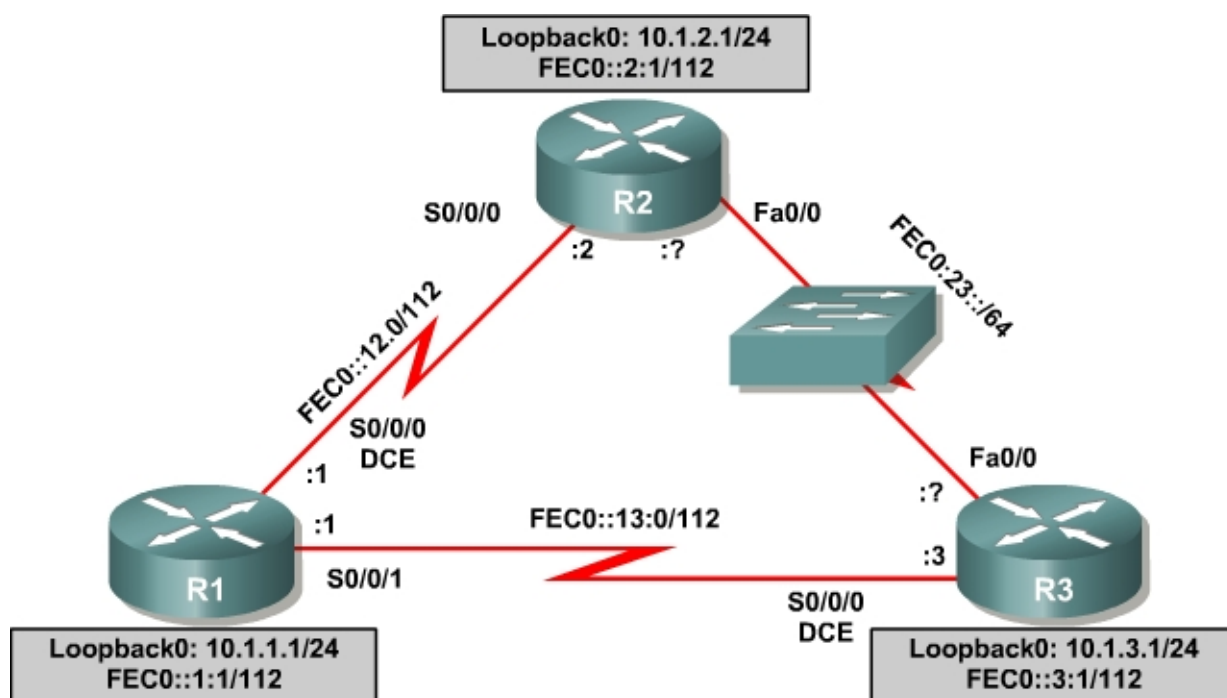 Loopback0: 10.1.2.1/24
FEC0::2:1/112
R2
S0/0/0
Fa0/0
:2
:?
FEC0:23::/64
FEC0::12.0/112
S0/0/0
DCE
Fa0/0
:1
:?
:1
FEC0::13:0/112
:3
R1
S0/0/1
S0/0/0
DCE
R3
Loopback0: 10.1.1.1/24
FEC0::1:1/112
Loopback0: 10.1.3.1/24
FEC0::3:1/112